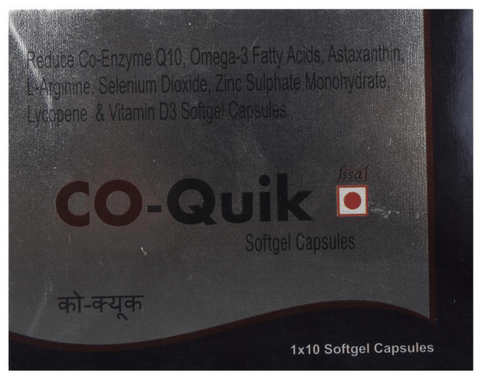 Reduce Co-Enzyme Q10, Omega-3 Fatty Acids, Astaxanthin,
L-Arginine, Selenium Dioxide, Zinc Sulphate Monohydrate,
Lycopene & Vitamin D3 Softgel Capsules
CO-Quik
Softgel Capsules
को-क्यूक
1x10 Softgel Capsules